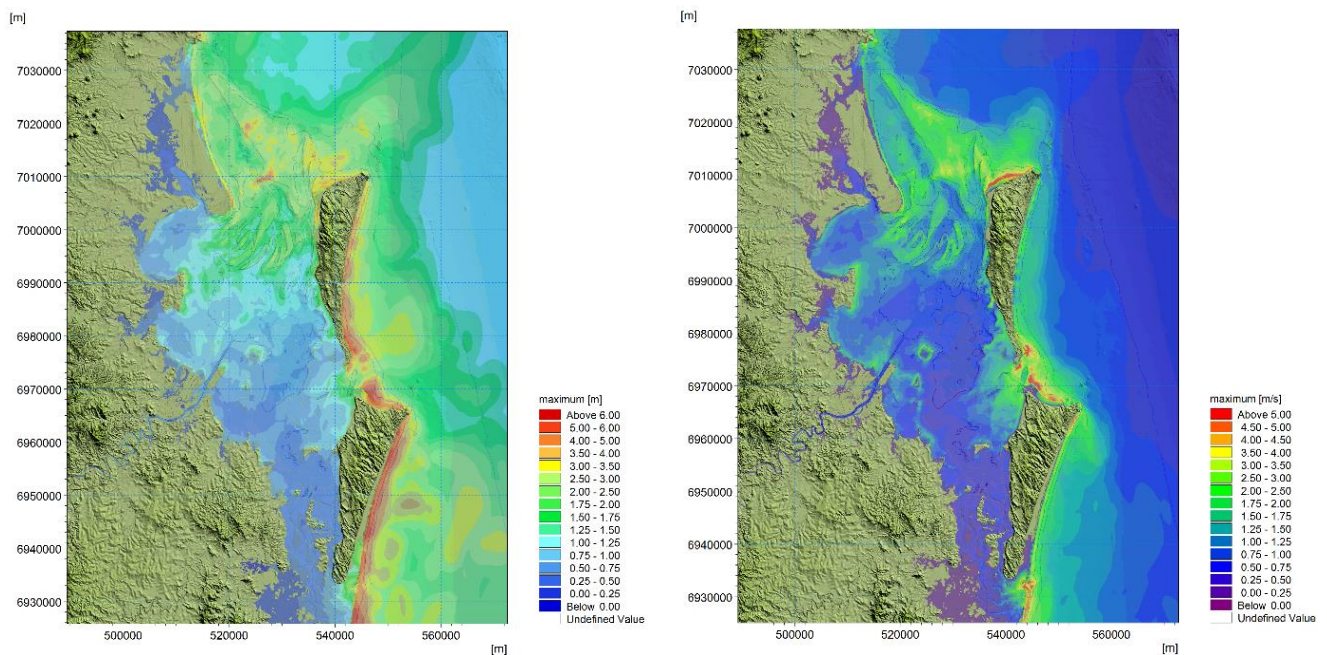 [m]
7030000
7020000
7010000
7000000
6990000
6980000
6970000
6960000
6950000
6940000
6930000
500000 520000 540000 560000
[m]
maximum [m]
Above 6.00
5.00 - 6.00
4.00 - 5.00
3.50 - 4.00
3.00 - 3.50
2.50 - 3.00
2.00 - 2.50
1.75 - 2.00
1.50 - 1.75
1.25 - 1.50
1.00 - 1.25
0.75 - 1.00
0.50 - 0.75
0.25 - 0.50
0.00 - 0.25
Below 0.00
Undefined Value
[m]
7030000
7020000
7010000
7000000
6990000
6980000
6970000
6960000
6950000
6940000
6930000
500000 520000 540000 560000
[m]
maximum [m/s]
Above 5.00
4.50 - 5.00
4.00 - 4.50
3.50 - 4.00
3.00 - 3.50
2.50 - 3.00
2.00 - 2.50
1.75 - 2.00
1.50 - 1.75
1.25 - 1.50
1.00 - 1.25
0.75 - 1.00
0.50 - 0.75
0.25 - 0.50
0.00 - 0.25
Below 0.00
Undefined Value